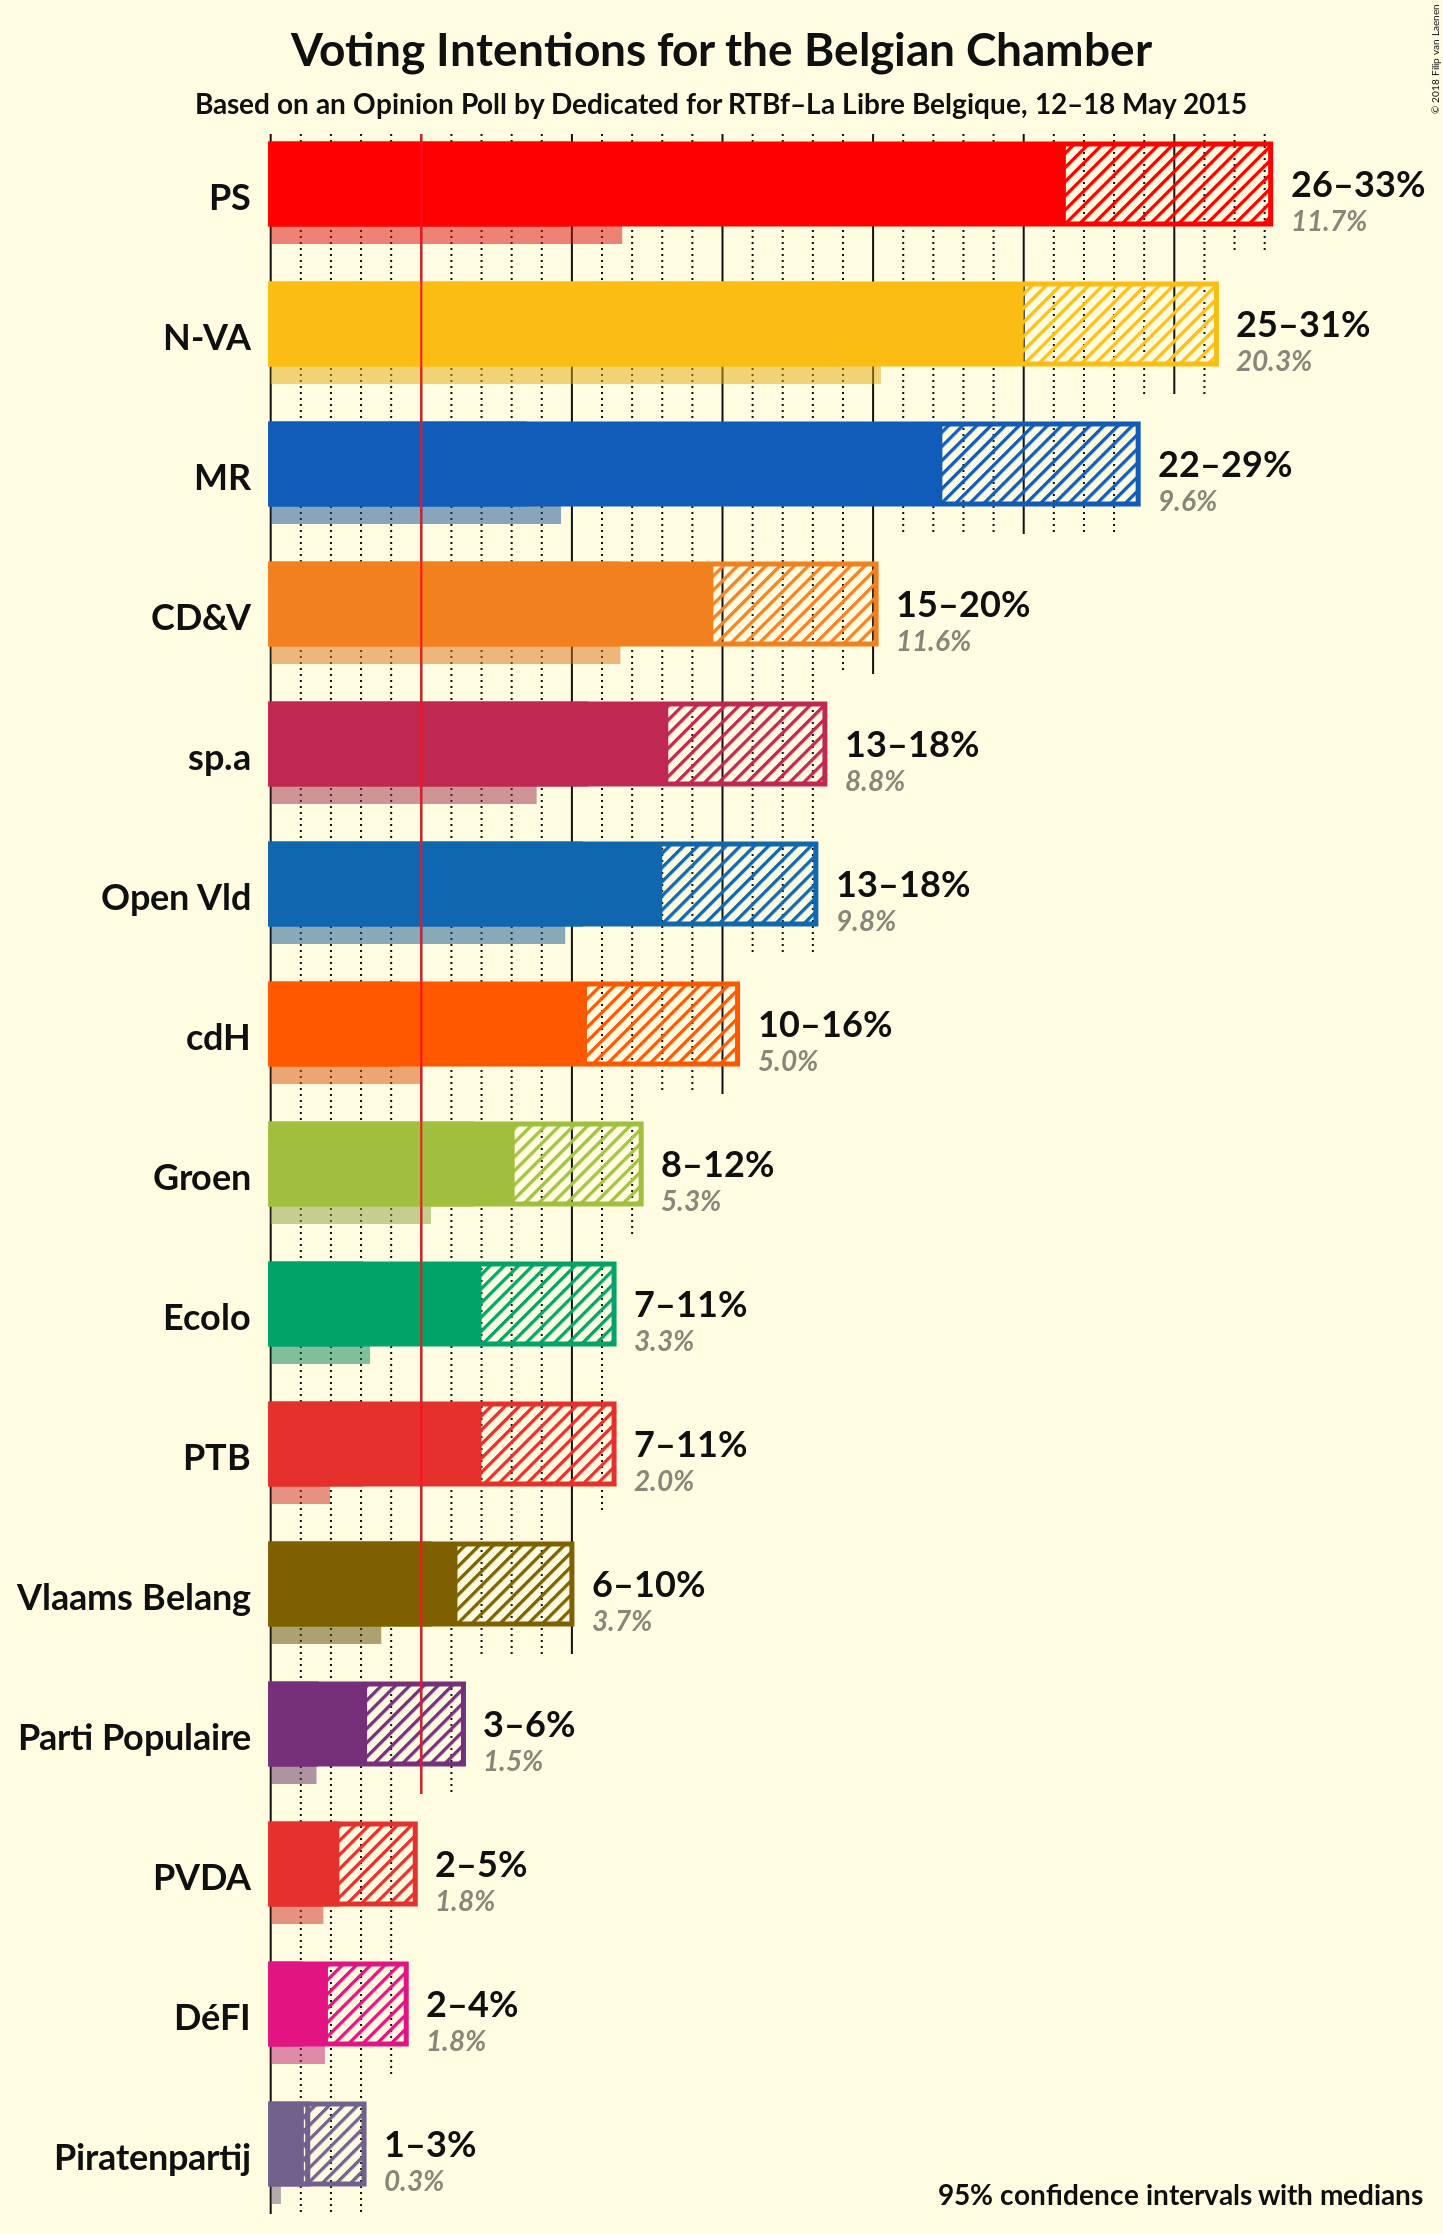 Voting Intentions for the Belgian Chamber
Based on an Opinion Poll by Dedicated for RTBf–La Libre Belgique, 12–18 May 2015
© 2018 Filip van Laenen
PS
26–33%
11.7%
N-VA
25–31%
20.3%
MR
22–29%
9.6%
CD&V
15–20%
11.6%
sp.a
13–18%
8.8%
Open Vld
13–18%
9.8%
cdH
10–16%
5.0%
Groen
8–12%
5.3%
Ecolo
7–11%
3.3%
PTB
7–11%
2.0%
Vlaams Belang
6–10%
3.7%
Parti Populaire
3–6%
1.5%
PVDA
2–5%
1.8%
DéFI
2–4%
1.8%
Piratenpartij
1–3%
0.3%
95% confidence intervals with medians